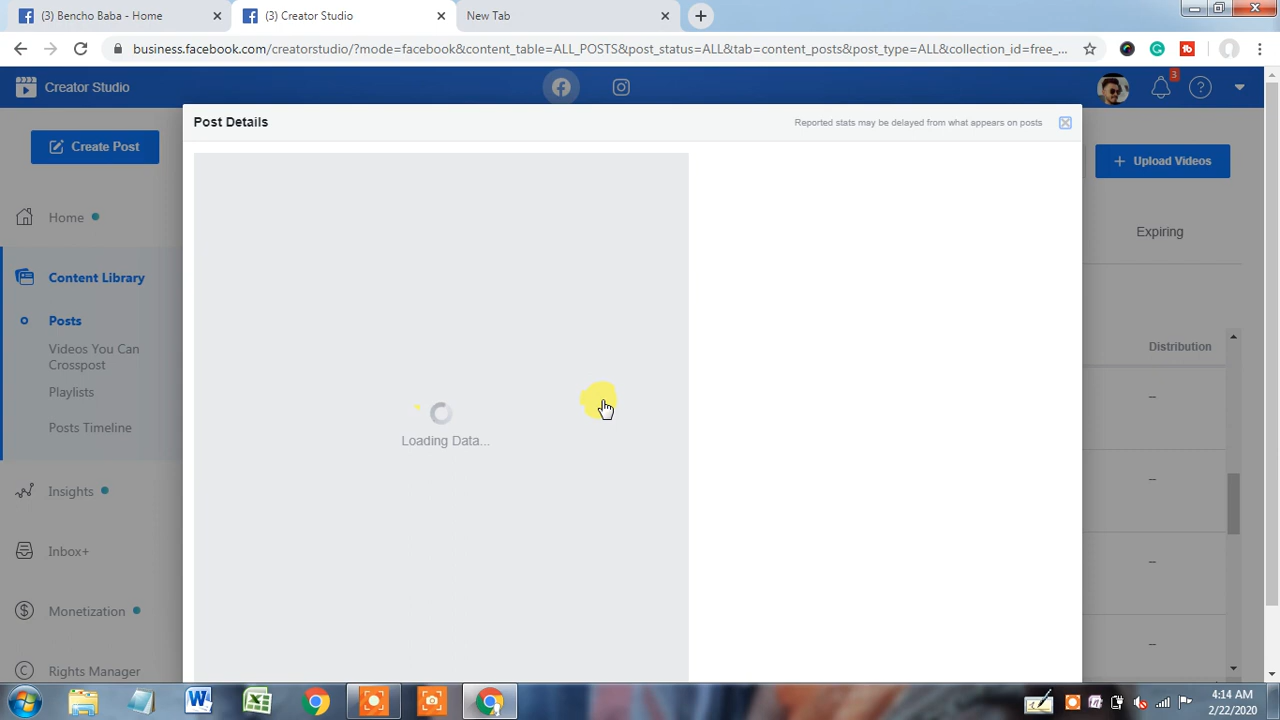 (3) Bencho Baba - Home
(3) Creator Studio
New Tab
business.facebook.com/creatorstudio/?mode=facebook&content_table=ALL_POSTS&post_status=ALL&tab=content_posts&post_type=ALL&collection_id=free_...
Creator Studio
3
Post Details
Reported stats may be delayed from what appears on posts
Create Post
Upload Videos
Home
Expiring
Content Library
Posts
Videos You Can
Crosspost
Distribution
Playlists
Posts Timeline
Loading Data...
Insights
Inbox+
Monetization
Rights Manager
4:14 AM
2/22/2020